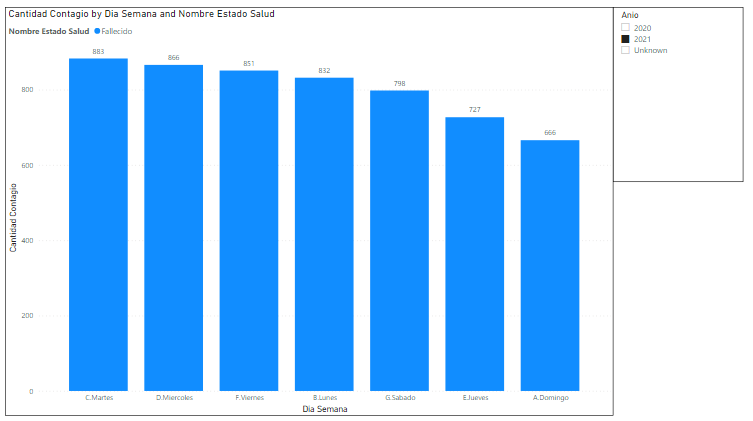 Cantidad Contagio by Dia Semana and Nombre Estado Salud
Nombre Estado Salud Fallecido
883
866
851
832
798
727
666
800
600
400
200
0
Cantidad Contagio
C.Martes
D.Miercoles
F.Viernes
B.Lunes
G.Sabado
E.Jueves
A.Domingo
Dia Semana
Anio
2020
2021
Unknown